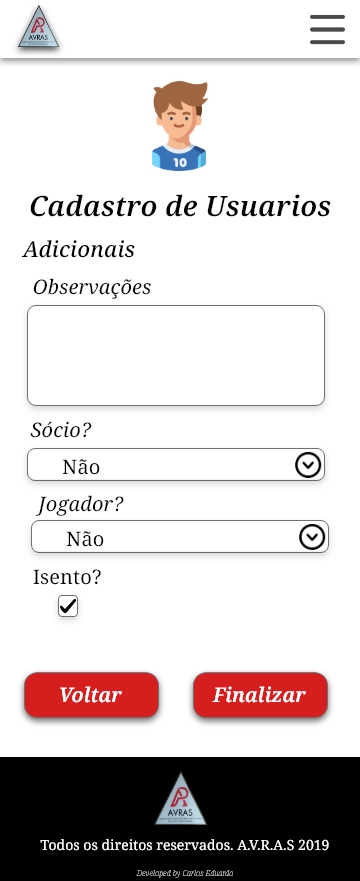 AVRAS
10
Cadastro de Usuarios
Adicionais
Observações
Sócio?
Não
Jogador?
Não
Isento?
Voltar
Finalizar
AVRAS
Todos os direitos reservados. A.V.R.A.S 2019
Developed by Carlos Eduardo